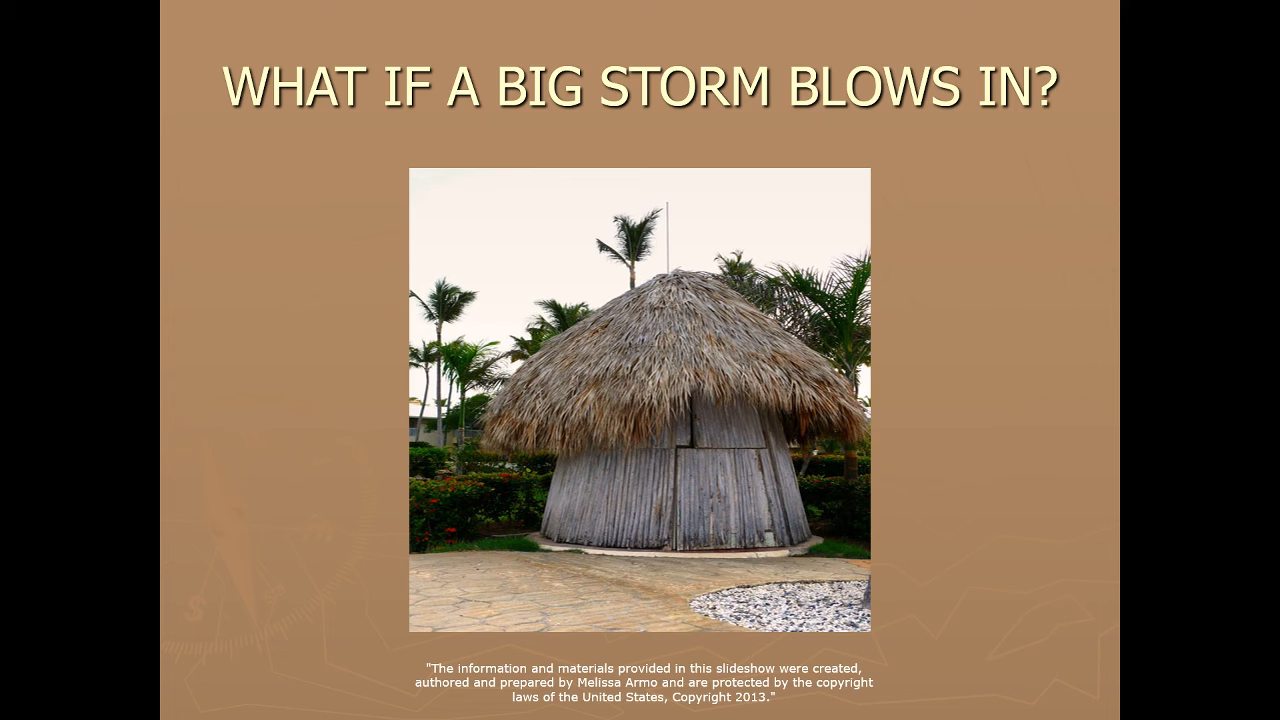 WHAT IF A BIG STORM BLOWS IN?
"The information and materials provided in this slideshow were created,
authored and prepared by Melissa Armo and are protected by the copyright
laws of the United States, Copyright 2013."